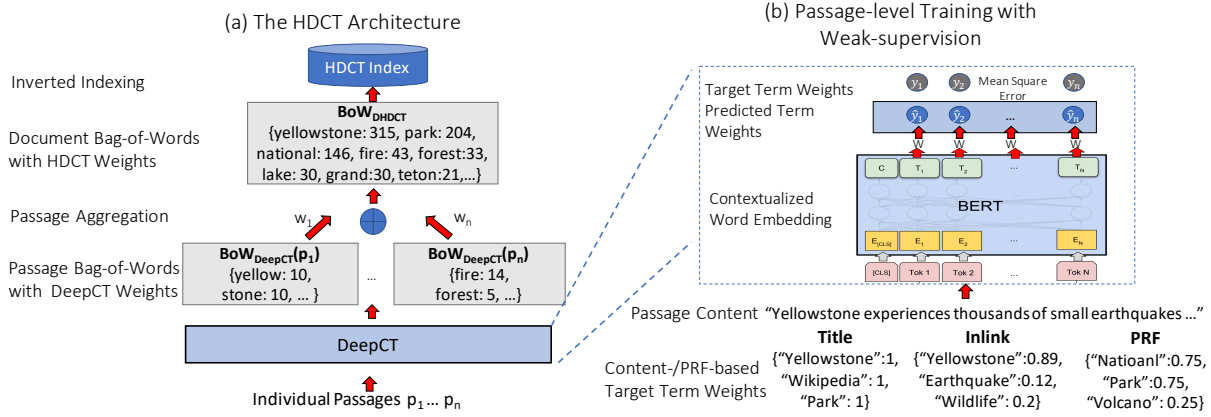 (a) The HDCT Architecture
Inverted Indexing
HDCT Index
Document Bag-of-Words
with HDCT Weights
BoW_DHDCT
{yellowstone: 315, park: 204,
national: 146, fire: 43, forest:33,
lake: 30, grand:30, teton:21,...}
Passage Aggregation
w_1
w_n
Passage Bag-of-Words
with DeepCT Weights
BoW_DeepCT(p_1)
{yellow: 10,
stone: 10, ... }
...
BoW_DeepCT(p_n)
{fire: 14,
forest: 5, ... }
DeepCT
Individual Passages p_1 ... p_n
(b) Passage-level Training with
Weak-supervision
Target Term Weights
y_1 y_2 Mean Square Error y_n
Predicted Term
Weights
ŷ_1 ŷ_2 ... ŷ_n
W W W W
C T_1 T_2 ... T_N
Contextualized
Word Embedding
BERT
E_[CLS] E_1 E_2 ... E_N
[CLS] Tok 1 Tok 2 ... Tok N
Passage Content "Yellowstone experiences thousands of small earthquakes ..."
Content-/PRF-based
Target Term Weights
Title
{"Yellowstone":1,
"Wikipedia": 1,
"Park": 1}
Inlink
{"Yellowstone":0.89,
"Earthquake":0.12,
"Wildlife": 0.2}
PRF
{"Natioanl":0.75,
"Park":0.75,
"Volcano": 0.25}